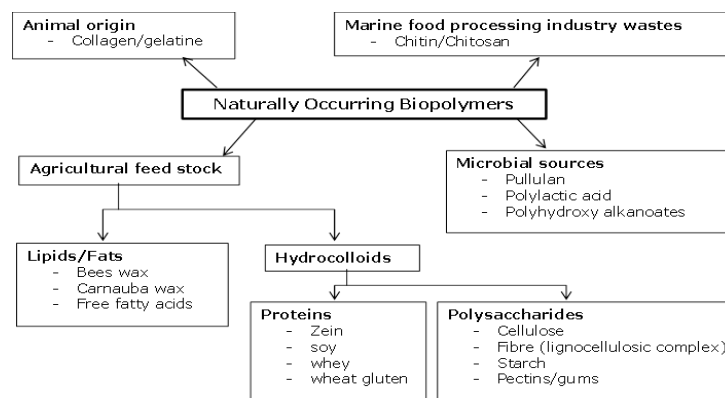 Animal origin
- Collagen/gelatine
Marine food processing industry wastes
- Chitin/Chitosan
Naturally Occurring Biopolymers
Agricultural feed stock
Microbial sources
- Pullulan
- Polylactic acid
- Polyhydroxy alkanoates
Lipids/Fats
- Bees wax
- Carnauba wax
- Free fatty acids
Hydrocolloids
Proteins
- Zein
- soy
- whey
- wheat gluten
Polysaccharides
- Cellulose
- Fibre (lignocellulosic complex)
- Starch
- Pectins/gums